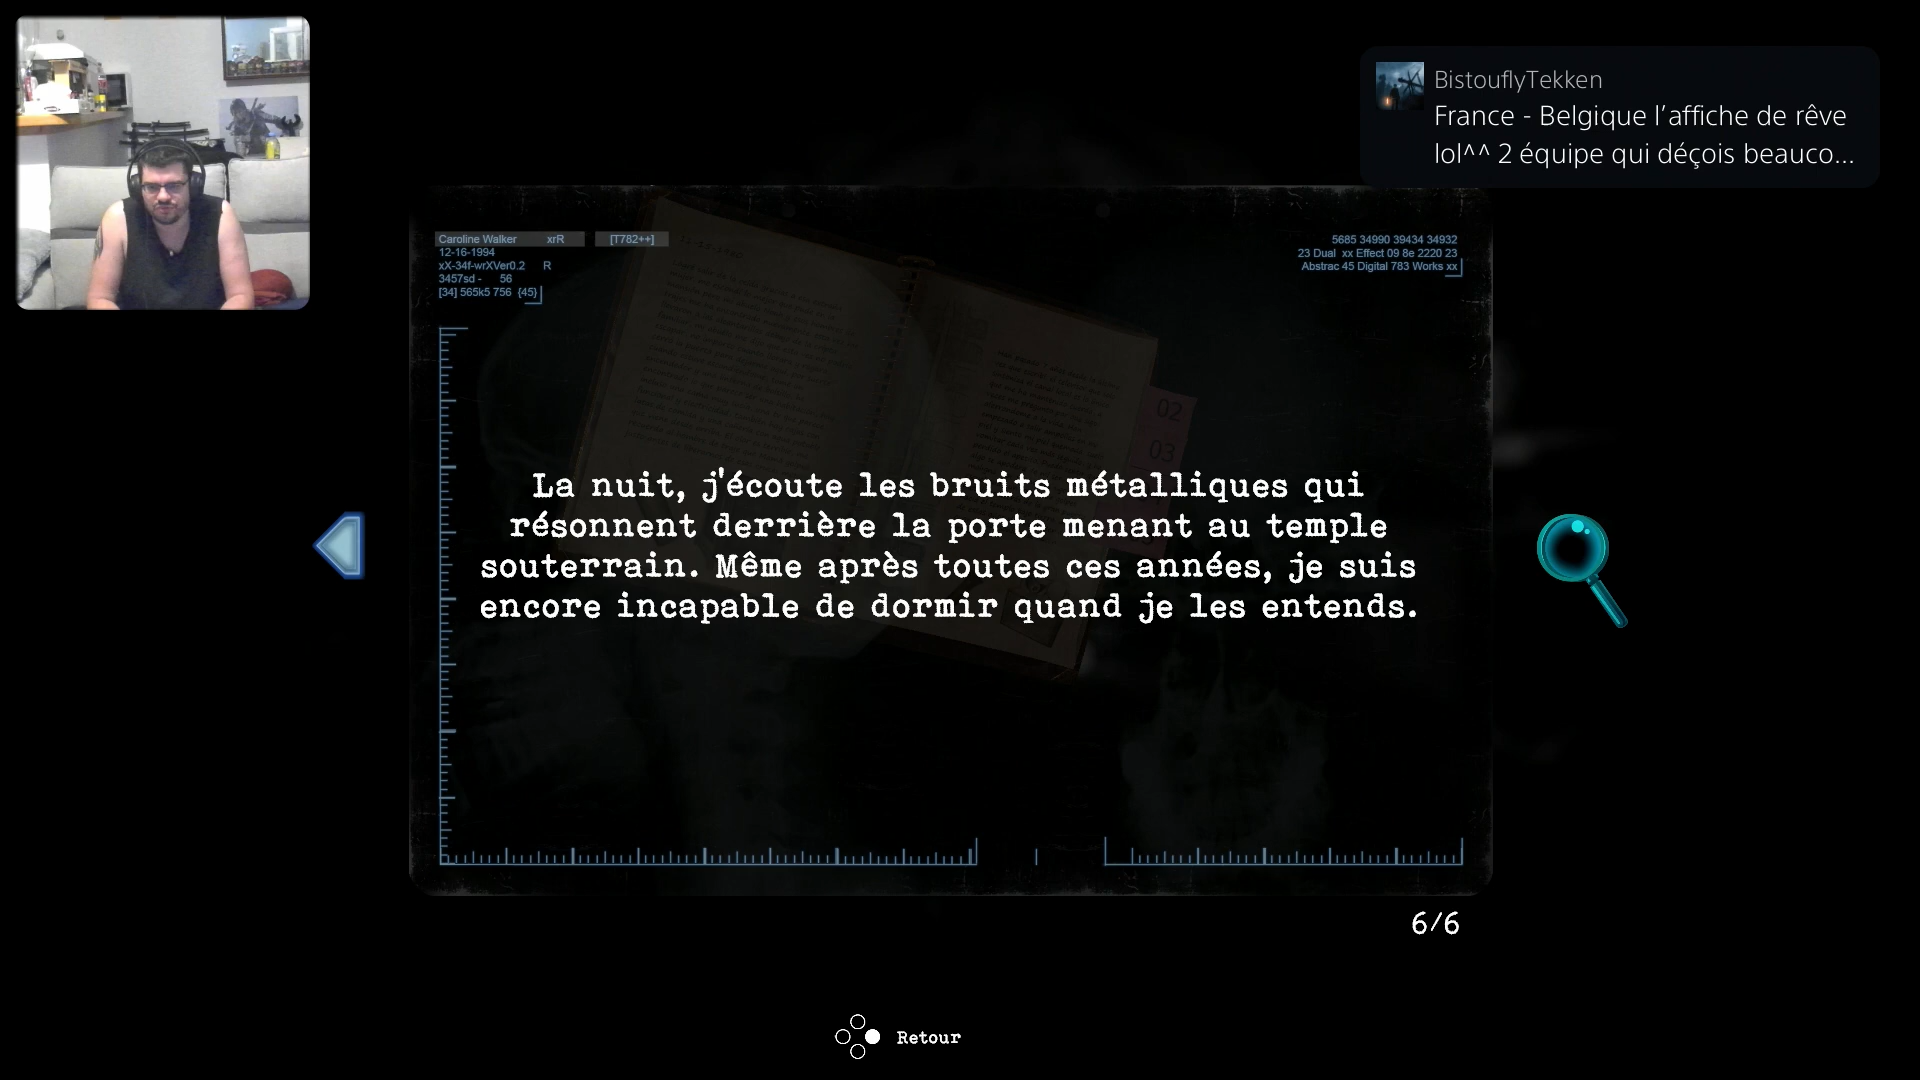 BistouflyTekken
France - Belgique l’affiche de rêve
lol^^ 2 équipe qui déçois beauco...
Caroline Walker xrR [T782++]
12-16-1994
xX-34f-wrXVer0.2 R
3457sd - 56
[34] 565k5 756 {45}
5685 34990 39434 34932
23 Dual xx Effect 09 8e 2220 23
Abstrac 45 Digital 783 Works xx
02
03
La nuit, j'écoute les bruits métalliques qui
résonnent derrière la porte menant au temple
souterrain. Même après toutes ces années, je suis
encore incapable de dormir quand je les entends.
6/6
Retour